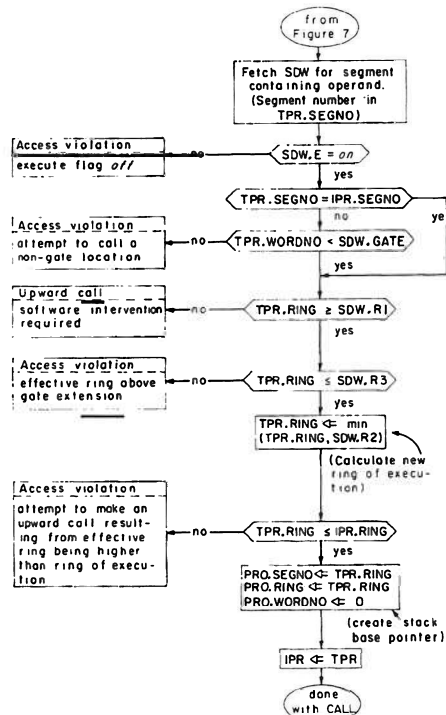 from
Figure 7
Fetch SDW for segment
containing operand.
(Segment number in
TPR.SEGNO)
Access violation
execute flag off
no
SDW.E = on
yes
TPR.SEGNO = IPR.SEGNO
no
ye
Access violation
attempt to call a
non-gate location
no
TPR.WORDNO < SDW.GATE
yes
Upward call
software intervention
required
no
TPR.RING ≥ SDW.R1
yes
Access violation
effective ring above
gate extension
no
TPR.RING ≤ SDW.R3
yes
TPR.RING ⇐ min
(TPR.RING, SDW.R2)
(Calculate new
ring of execu-
tion)
Access violation
attempt to make an
upward call result-
ing from effective
ring being higher
than ring of execu-
tion
no
TPR.RING ≤ IPR.RING
yes
PRO.SEGNO ⇐ TPR.RING
PRO.RING ⇐ TPR.RING
PRO.WORDNO ⇐ 0
(create stack
base pointer)
IPR ⇐ TPR
done
with CALL